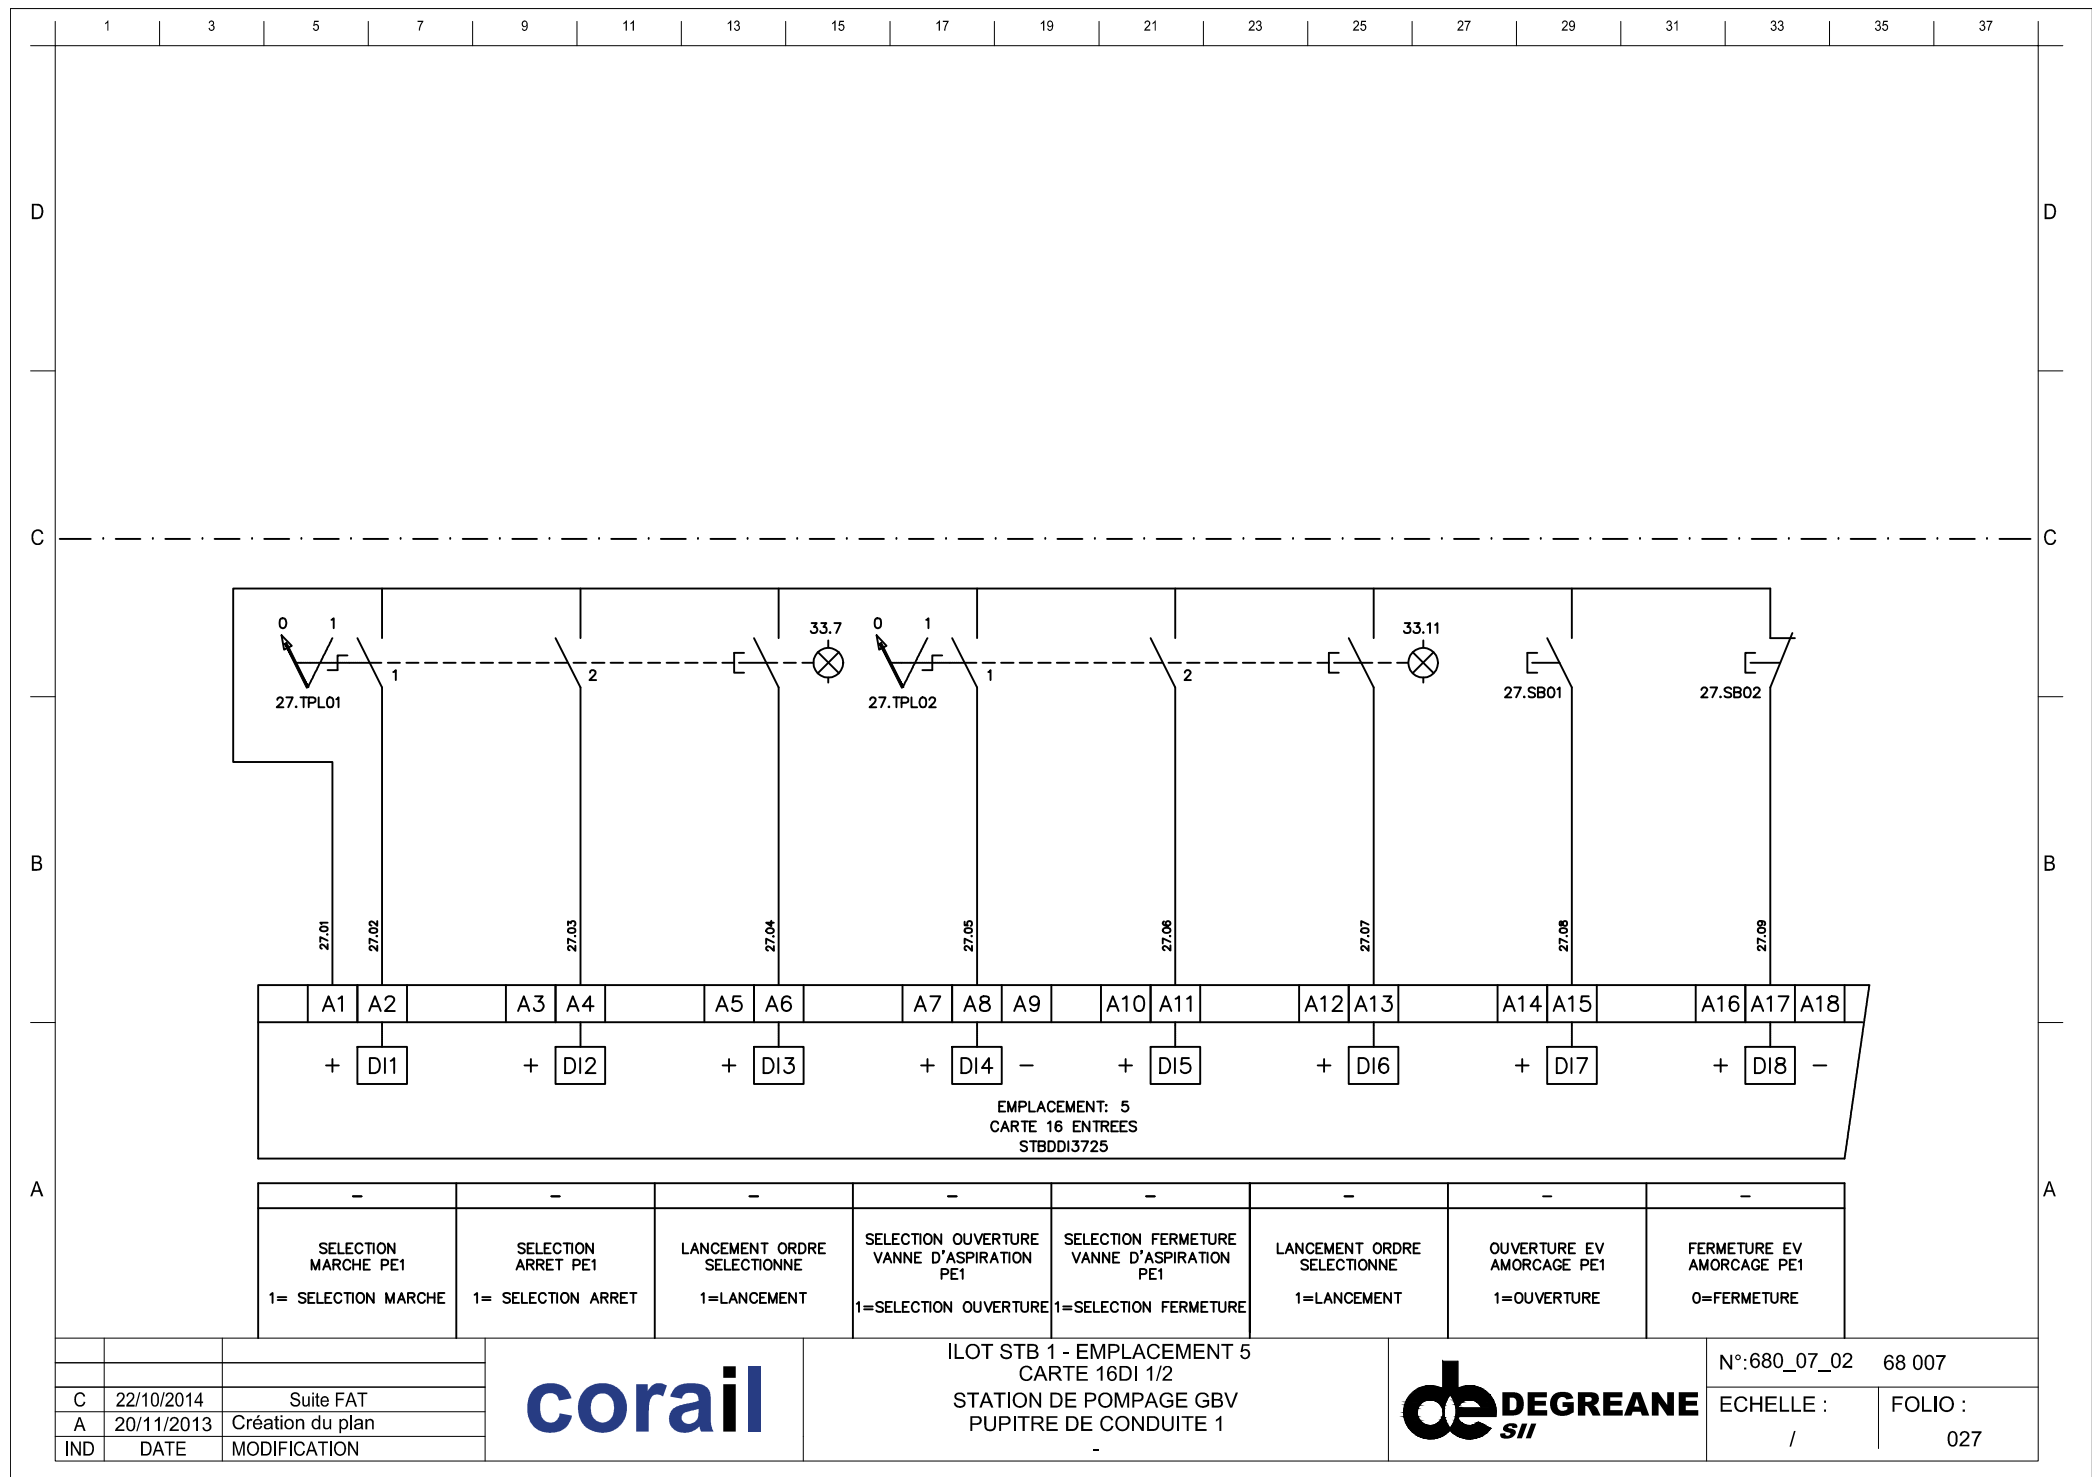 1 3 5 7 9 11 13 15 17 19 21 23 25 27 29 31 33 35 37
D D
C C
0 1 33.7 0 1 33.11
1 2 1 2
27.TPL01 27.TPL02 27.SB01 27.SB02
B B
27.01 27.02 27.03 27.04 27.05 27.06 27.07 27.08 27.09
A1 A2 A3 A4 A5 A6 A7 A8 A9 A10 A11 A12 A13 A14 A15 A16 A17 A18
+ DI1 + DI2 + DI3 + DI4 - + DI5 + DI6 + DI7 + DI8 -
EMPLACEMENT: 5
CARTE 16 ENTREES
STBDDI3725
A A
- - - - - - - -
SELECTION
MARCHE PE1
1= SELECTION MARCHE
SELECTION
ARRET PE1
1= SELECTION ARRET
LANCEMENT ORDRE
SELECTIONNE
1=LANCEMENT
SELECTION OUVERTURE
VANNE D'ASPIRATION
PE1
1=SELECTION OUVERTURE
SELECTION FERMETURE
VANNE D'ASPIRATION
PE1
1=SELECTION FERMETURE
LANCEMENT ORDRE
SELECTIONNE
1=LANCEMENT
OUVERTURE EV
AMORCAGE PE1
1=OUVERTURE
FERMETURE EV
AMORCAGE PE1
0=FERMETURE
C 22/10/2014 Suite FAT
A 20/11/2013 Création du plan
IND DATE MODIFICATION
corail
ILOT STB 1 - EMPLACEMENT 5
CARTE 16DI 1/2
STATION DE POMPAGE GBV
PUPITRE DE CONDUITE 1
-
de DEGREANE
SII
N°:680_07_02 68 007
ECHELLE :
/
FOLIO :
027